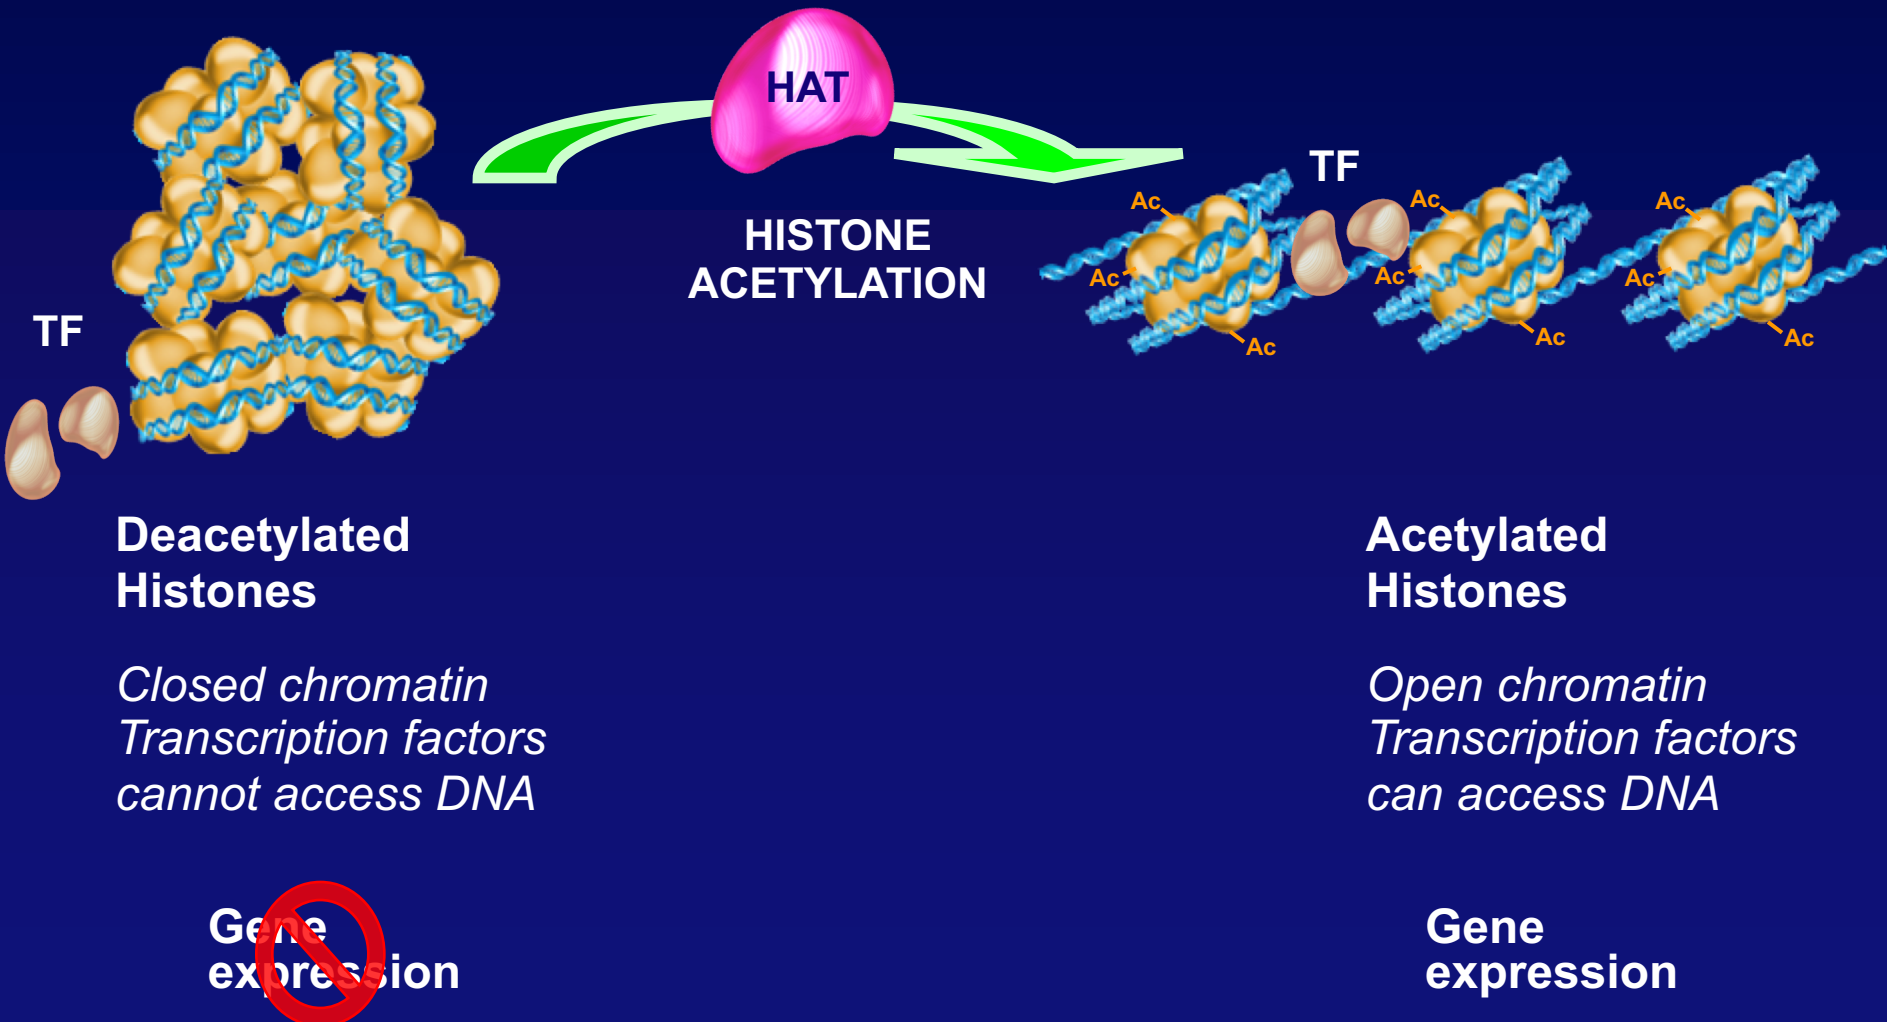 HAT
HISTONE
ACETYLATION
TF
TF
Ac
Ac
Ac
Ac
Ac
Ac
Ac
Ac
Ac
Deacetylated
Histones
Closed chromatin
Transcription factors
cannot access DNA
Gene
expression
Acetylated
Histones
Open chromatin
Transcription factors
can access DNA
Gene
expression